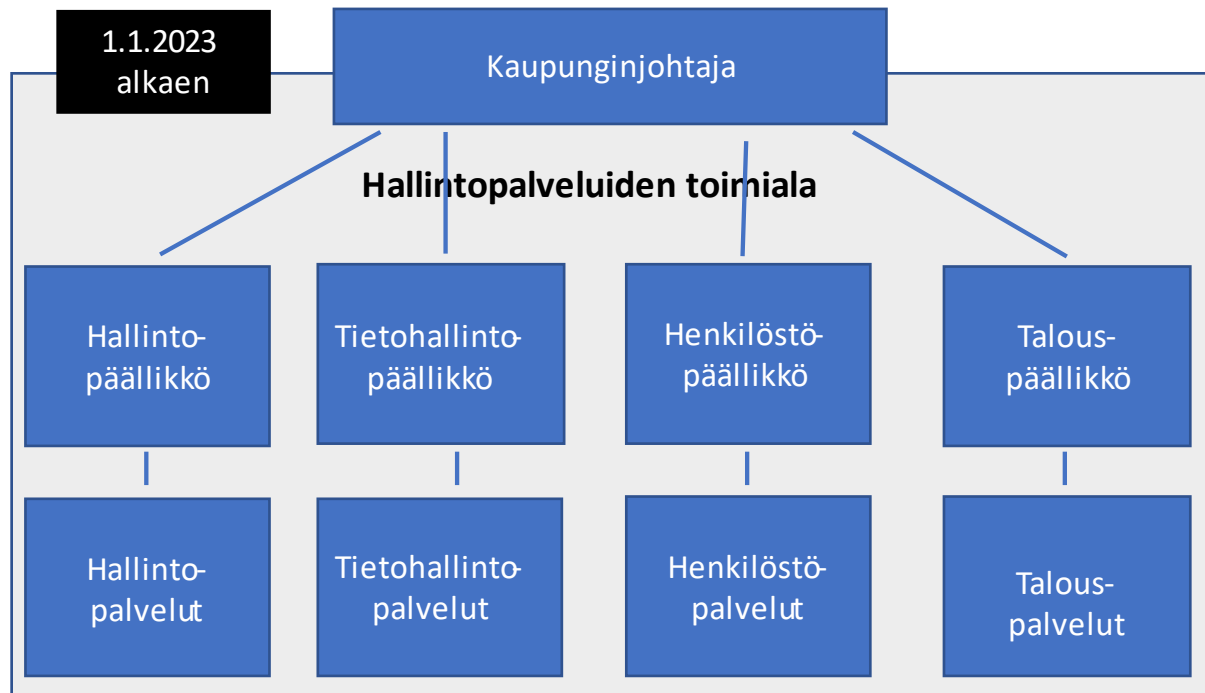 1.1.2023
alkaen
Kaupunginjohtaja
Hallintopalveluiden toimiala
Hallinto-
päällikkö
Tietohallinto-
päällikkö
Henkilöstö-
päällikkö
Talous-
päällikkö
Hallinto-
palvelut
Tietohallinto-
palvelut
Henkilöstö-
palvelut
Talous-
palvelut